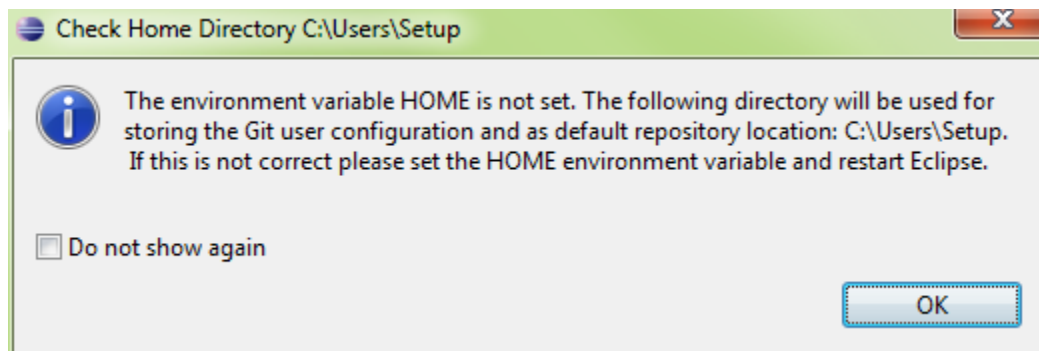 Check Home Directory C:\Users\Setup
The environment variable HOME is not set. The following directory will be used for
storing the Git user configuration and as default repository location: C:\Users\Setup.
If this is not correct please set the HOME environment variable and restart Eclipse.
Do not show again
OK